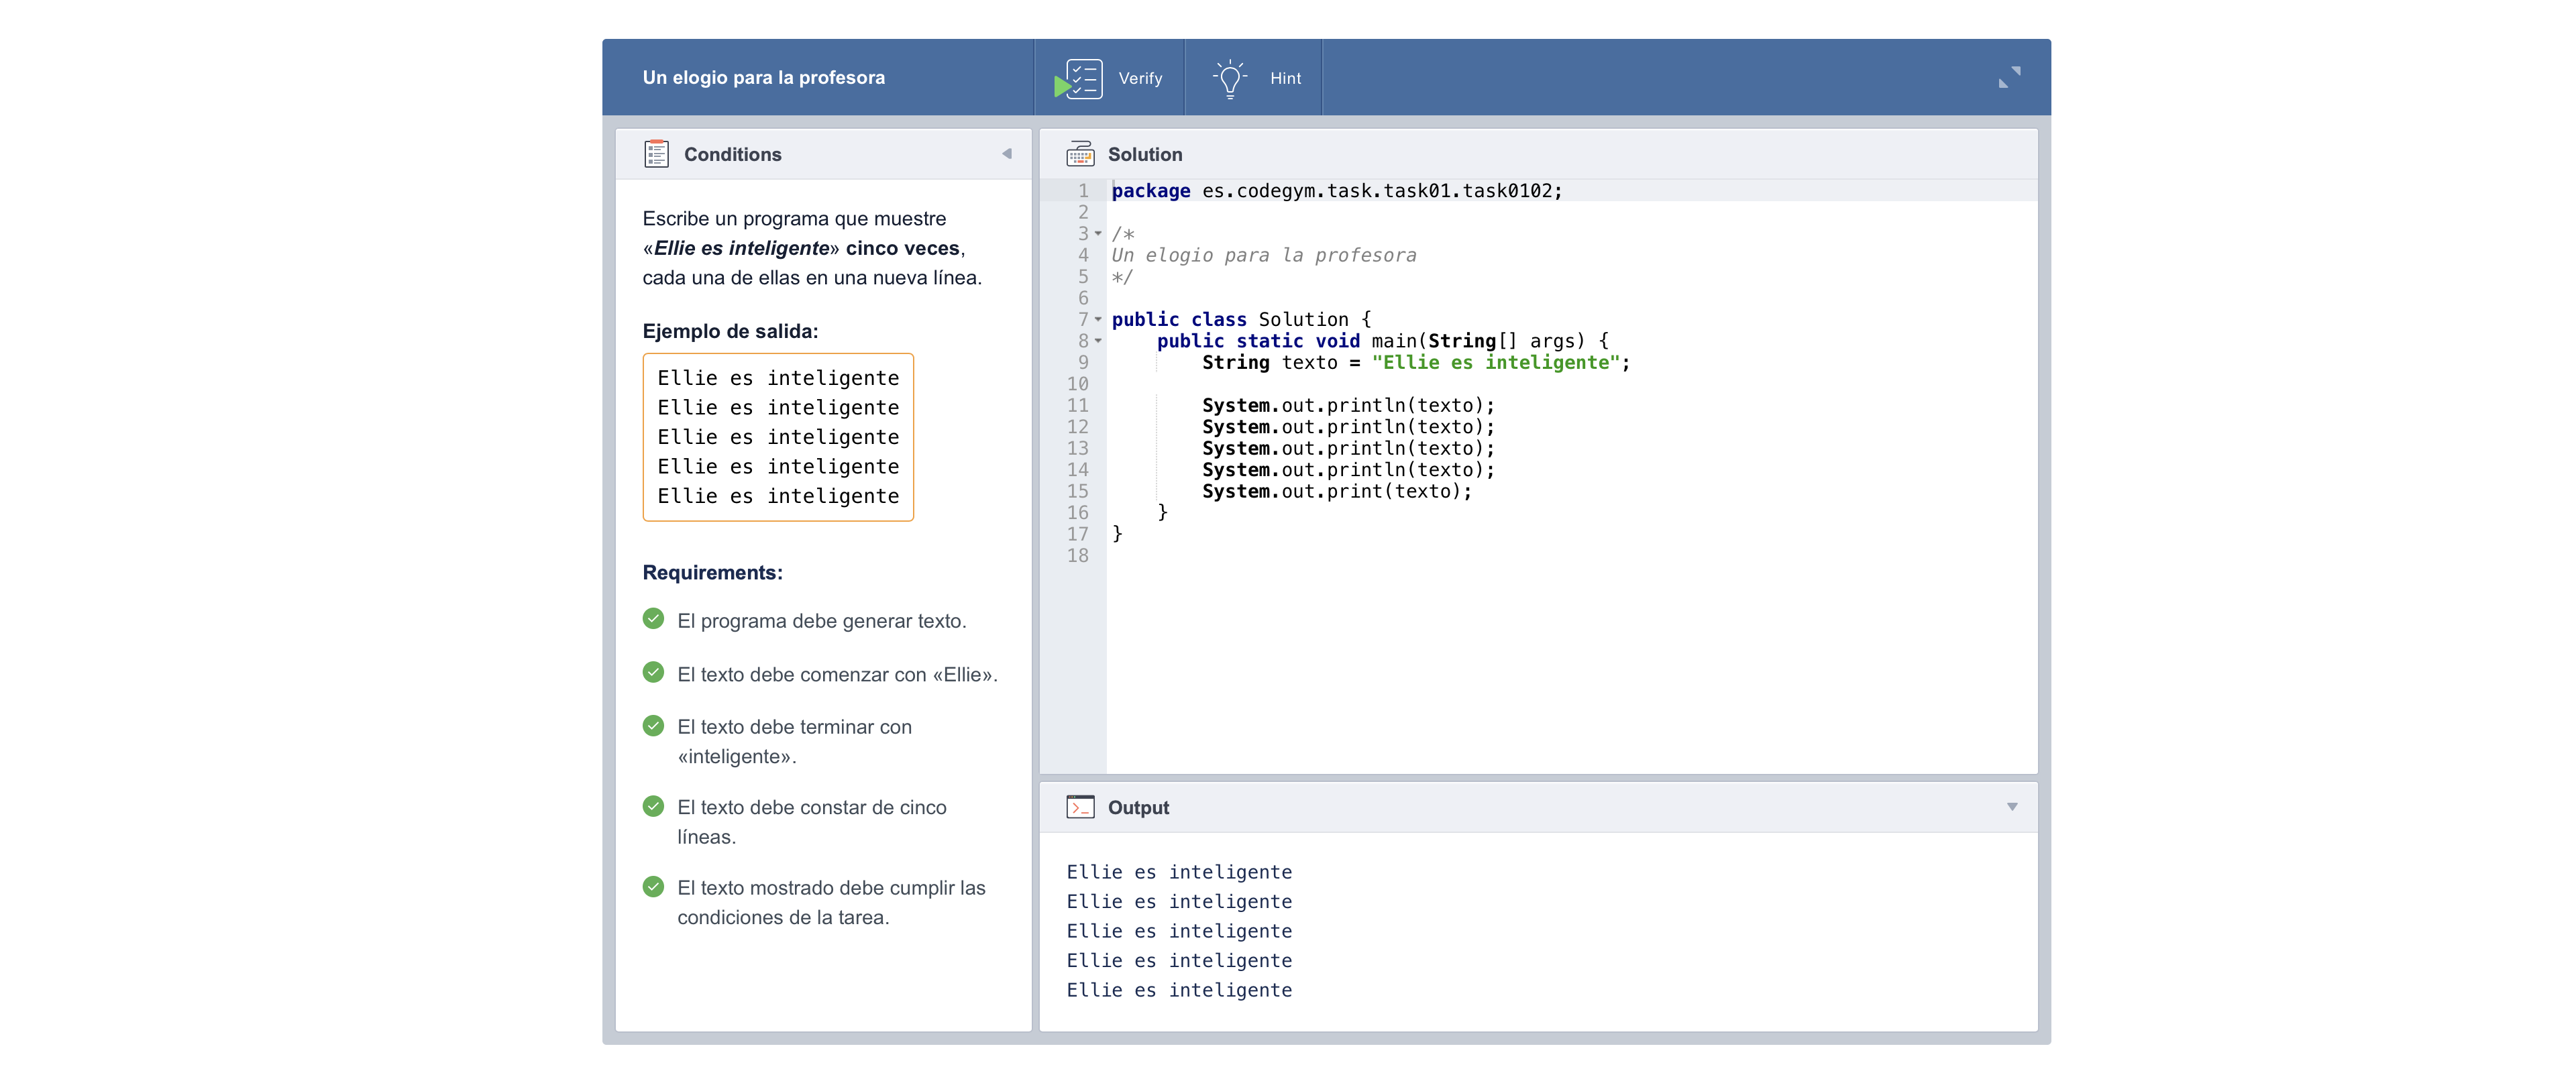 Un elogio para la profesora
Verify
Hint
Conditions
Escribe un programa que muestre
«Ellie es inteligente» cinco veces,
cada una de ellas en una nueva línea.
Ejemplo de salida:
Ellie es inteligente
Ellie es inteligente
Ellie es inteligente
Ellie es inteligente
Ellie es inteligente
Requirements:
El programa debe generar texto.
El texto debe comenzar con «Ellie».
El texto debe terminar con
«inteligente».
El texto debe constar de cinco
líneas.
El texto mostrado debe cumplir las
condiciones de la tarea.
Solution
1 package es.codegym.task.task01.task0102;
2
3 /*
4 Un elogio para la profesora
5 */
6
7 public class Solution {
8     public static void main(String[] args) {
9         String texto = "Ellie es inteligente";
10
11         System.out.println(texto);
12         System.out.println(texto);
13         System.out.println(texto);
14         System.out.println(texto);
15         System.out.print(texto);
16     }
17 }
18
Output
Ellie es inteligente
Ellie es inteligente
Ellie es inteligente
Ellie es inteligente
Ellie es inteligente